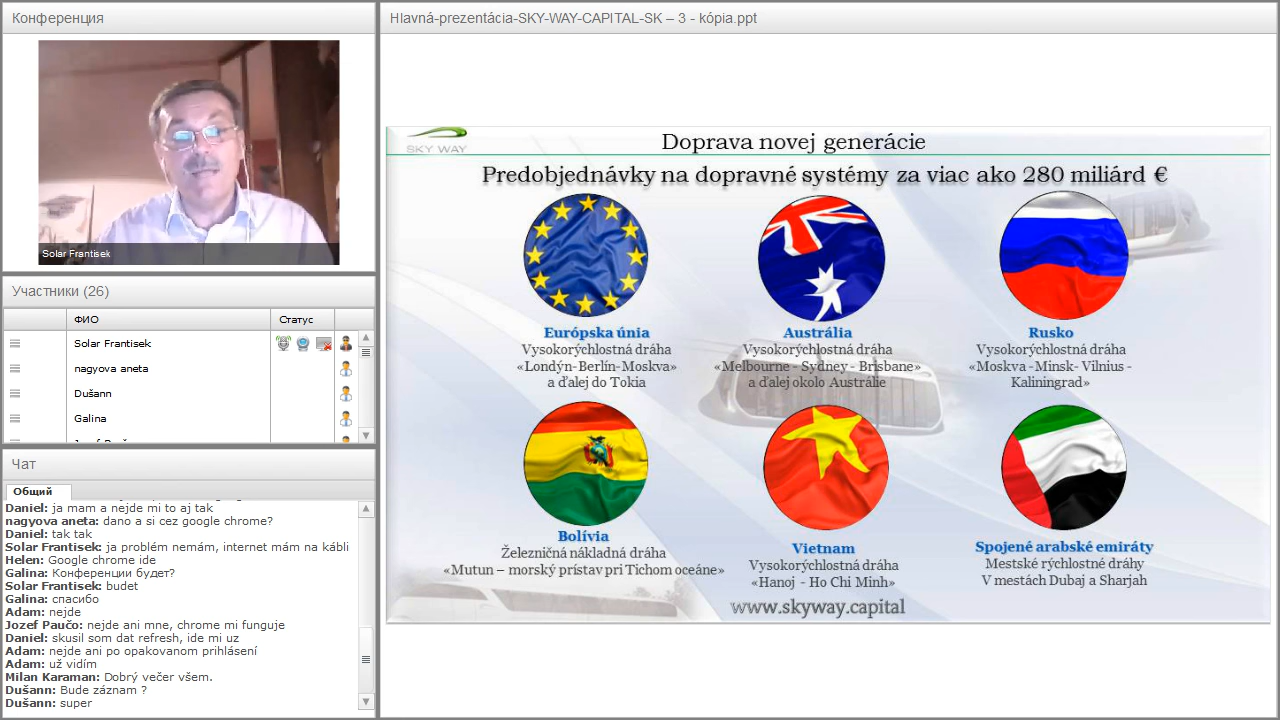 Конференция
Solar Frantisek
Участники (26)
ФИО
Статус
Solar Frantisek
nagyova aneta
Dušann
Galina
Чат
Общий
Daniel: ja mam a nejde mi to aj tak
nagyova aneta: dano a si cez google chrome?
Daniel: tak tak
Solar Frantisek: ja problém nemám, internet mám na kábli
Helen: Google chrome ide
Galina: Конференции будет?
Solar Frantisek: budet
Galina: спасибо
Adam: nejde
Jozef Paučo: nejde ani mne, chrome mi funguje
Daniel: skusil som dat refresh, ide mi uz
Adam: nejde ani po opakovanom prihlásení
Adam: už vidím
Milan Karaman: Dobrý večer všem.
Dušann: Bude záznam ?
Dušann: super
Hlavná-prezentácia-SKY-WAY-CAPITAL-SK – 3 - kópia.ppt
SKY WAY
Doprava novej generácie
Predobjednávky na dopravné systémy za viac ako 280 miliárd €
Európska únia
Vysokorýchlostná dráha
«Londýn-Berlín-Moskva»
a ďalej do Tokia
Austrália
Vysokorýchlostná dráha
«Melbourne - Sydney - Brisbane»
a ďalej okolo Austrálie
Rusko
Vysokorýchlostná dráha
«Moskva -Minsk- Vilnius -
Kaliningrad»
Bolívia
Železničná nákladná dráha
«Mutun – morský prístav pri Tichom oceáne»
Vietnam
Vysokorýchlostná dráha
«Hanoj - Ho Chi Minh»
Spojené arabské emiráty
Mestské rýchlostné dráhy
V mestách Dubaj a Sharjah
www.skyway.capital